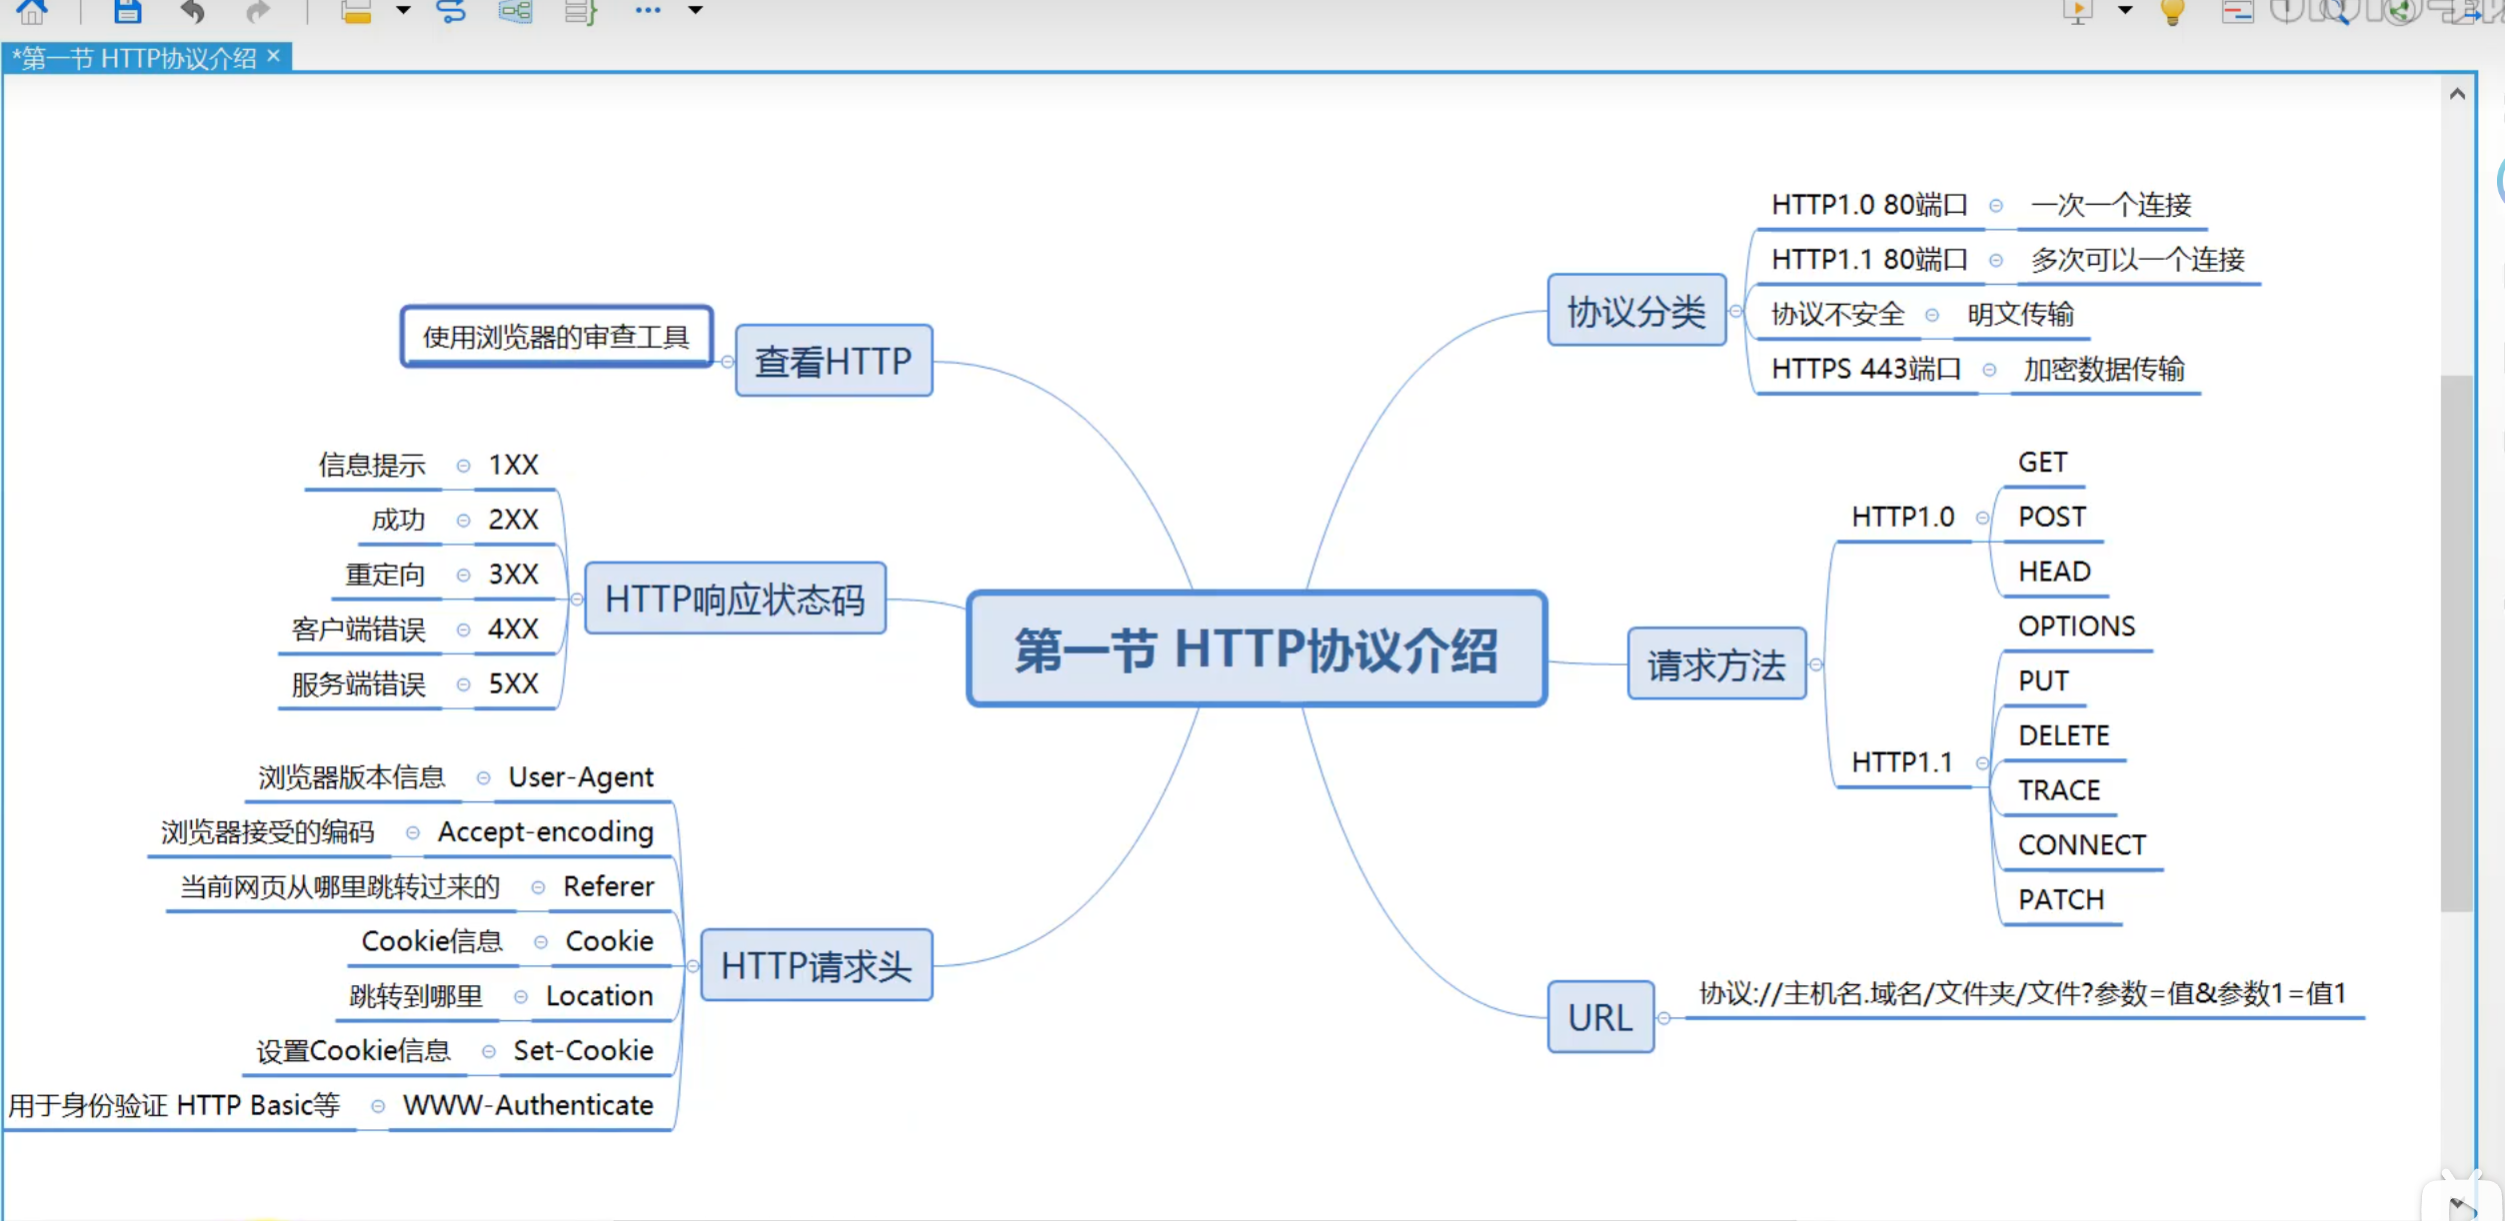 *第一节 HTTP协议介绍
第一节 HTTP协议介绍
协议分类
HTTP1.0 80端口 一次一个连接
HTTP1.1 80端口 多次可以一个连接
协议不安全 明文传输
HTTPS 443端口 加密数据传输
请求方法
HTTP1.0
GET
POST
HEAD
HTTP1.1
OPTIONS
PUT
DELETE
TRACE
CONNECT
PATCH
URL
协议://主机名.域名/文件夹/文件?参数=值&参数1=值1
使用浏览器的审查工具 查看HTTP
HTTP响应状态码
信息提示 1XX
成功 2XX
重定向 3XX
客户端错误 4XX
服务端错误 5XX
HTTP请求头
浏览器版本信息 User-Agent
浏览器接受的编码 Accept-encoding
当前网页从哪里跳转过来的 Referer
Cookie信息 Cookie
跳转到哪里 Location
设置Cookie信息 Set-Cookie
用于身份验证 HTTP Basic等 WWW-Authenticate